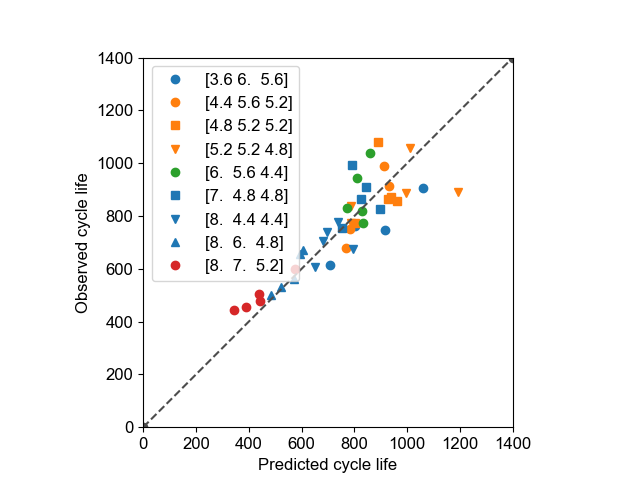 1400
1200
1000
800
600
400
200
0
Observed cycle life
[3.6 6.  5.6]
[4.4 5.6 5.2]
[4.8 5.2 5.2]
[5.2 5.2 4.8]
[6.  5.6 4.4]
[7.  4.8 4.8]
[8.  4.4 4.4]
[8.  6.  4.8]
[8.  7.  5.2]
0 200 400 600 800 1000 1200 1400
Predicted cycle life